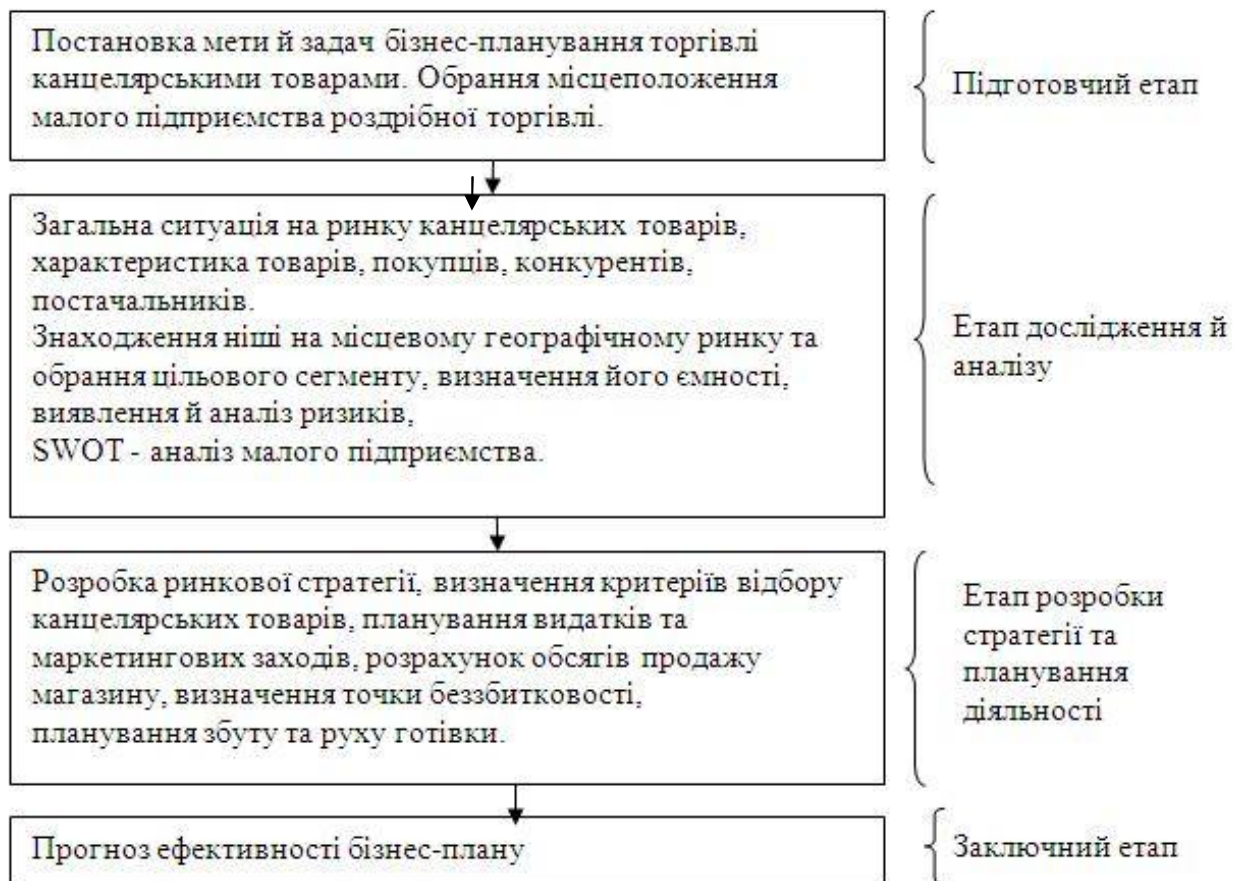 Постановка мети й задач бізнес-планування торгівлі
канцелярськими товарами. Обрання місцеположення
малого підприємства роздрібної торгівлі.
Підготовчий етап
Загальна ситуація на ринку канцелярських товарів,
характеристика товарів, покупців, конкурентів,
постачальників.
Знаходження ніші на місцевому географічному ринку та
обрання цільового сегменту, визначення його ємності,
виявлення й аналіз ризиків,
SWOT - аналіз малого підприємства.
Етап дослідження й
аналізу
Розробка ринкової стратегії, визначення критеріїв відбору
канцелярських товарів, планування видатків та
маркетингових заходів, розрахунок обсягів продажу
магазину, визначення точки беззбитковості,
планування збуту та руху готівки.
Етап розробки
стратегії та
планування
діяльності
Прогноз ефективності бізнес-плану
Заключний етап